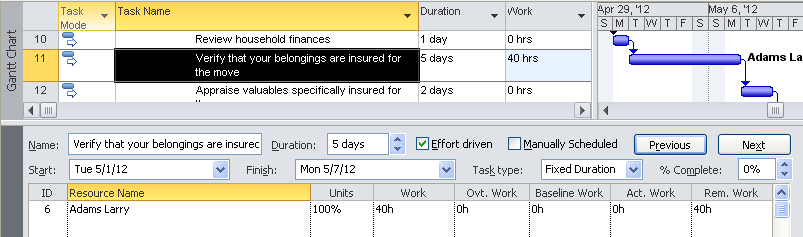 Task Mode Task Name Duration Work Apr 29, '12 May 6, '12
S M T W T F S S M T W T F S
10 Review household finances 1 day 0 hrs
11 Verify that your belongings are insured for the move 5 days 40 hrs Adams La
12 Appraise valuables specifically insured for 2 days 0 hrs
Gantt Chart
Name: Verify that your belongings are insured Duration: 5 days Effort driven Manually Scheduled Previous Next
Start: Tue 5/1/12 Finish: Mon 5/7/12 Task type: Fixed Duration % Complete: 0%
ID Resource Name Units Work Ovt. Work Baseline Work Act. Work Rem. Work
6 Adams Larry 100% 40h 0h 0h 0h 40h